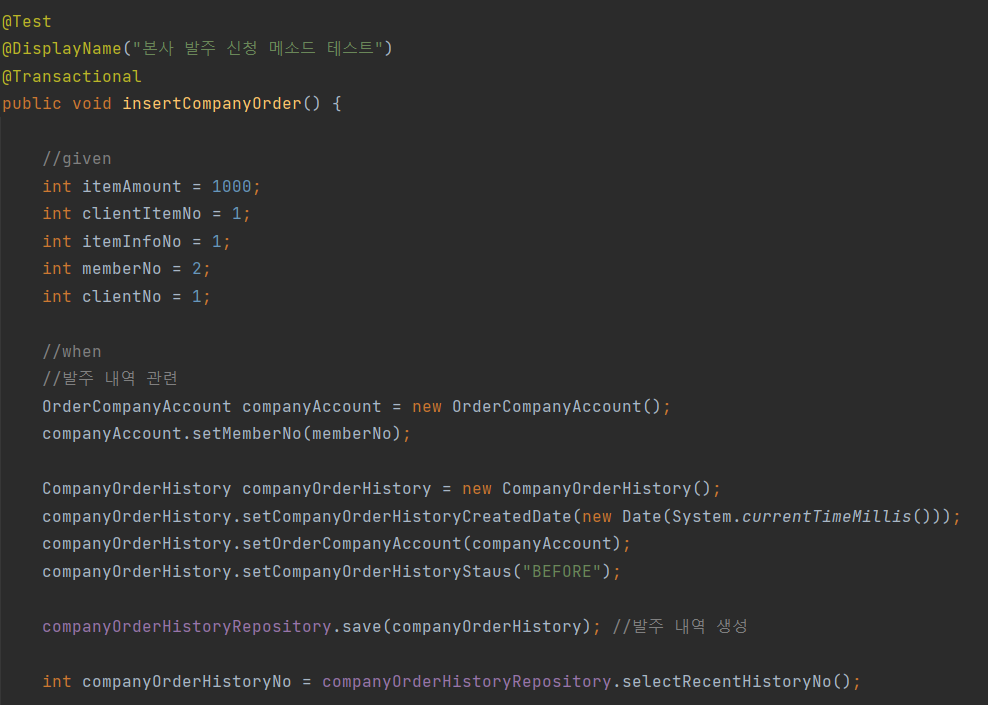 @Test
@DisplayName("본사 발주 신청 메소드 테스트")
@Transactional
public void insertCompanyOrder() {
//given
int itemAmount = 1000;
int clientItemNo = 1;
int itemInfoNo = 1;
int memberNo = 2;
int clientNo = 1;
//when
//발주 내역 관련
OrderCompanyAccount companyAccount = new OrderCompanyAccount();
companyAccount.setMemberNo(memberNo);
CompanyOrderHistory companyOrderHistory = new CompanyOrderHistory();
companyOrderHistory.setCompanyOrderHistoryCreatedDate(new Date(System.currentTimeMillis()));
companyOrderHistory.setOrderCompanyAccount(companyAccount);
companyOrderHistory.setCompanyOrderHistoryStaus("BEFORE");
companyOrderHistoryRepository.save(companyOrderHistory); //발주 내역 생성
int companyOrderHistoryNo = companyOrderHistoryRepository.selectRecentHistoryNo();